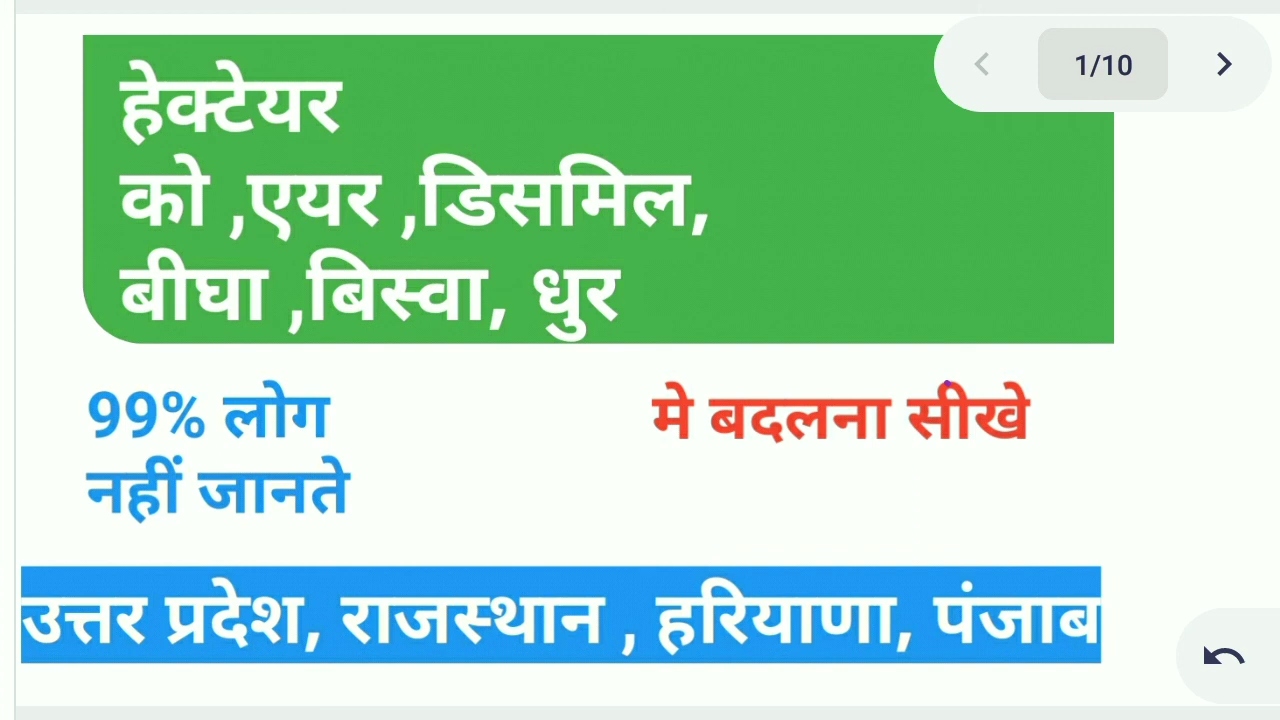 हेक्टेयर
को ,एयर ,डिसमिल,
बीघा ,बिस्वा, धुर
1/10
99% लोग
नहीं जानते
मे बदलना सीखे
उत्तर प्रदेश, राजस्थान , हरियाणा, पंजाब